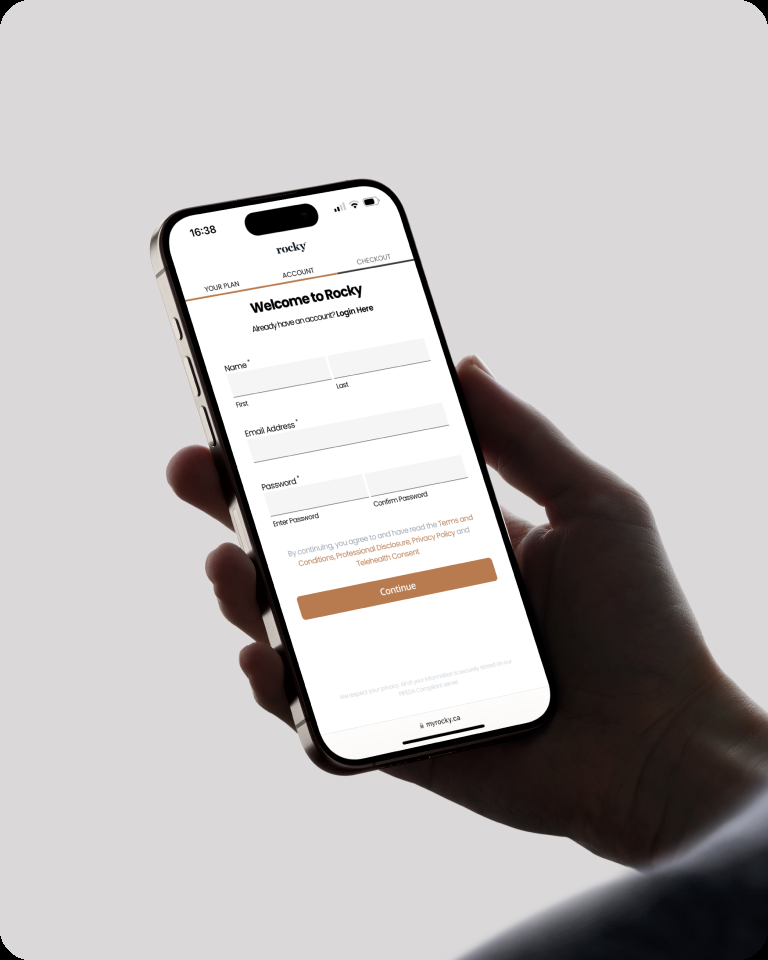 16:38
rocky
YOUR PLAN ACCOUNT CHECKOUT
Welcome to Rocky
Already have an account? Login Here
Name *
First Last
Email Address *
Password *
Enter Password Confirm Password
By continuing, you agree to and have read the Terms and
Conditions, Professional Disclosure, Privacy Policy and
Telehealth Consent
Continue
We respect your privacy. All of your information is securely stored on our
PIPEDA Compliant server.
myrocky.ca